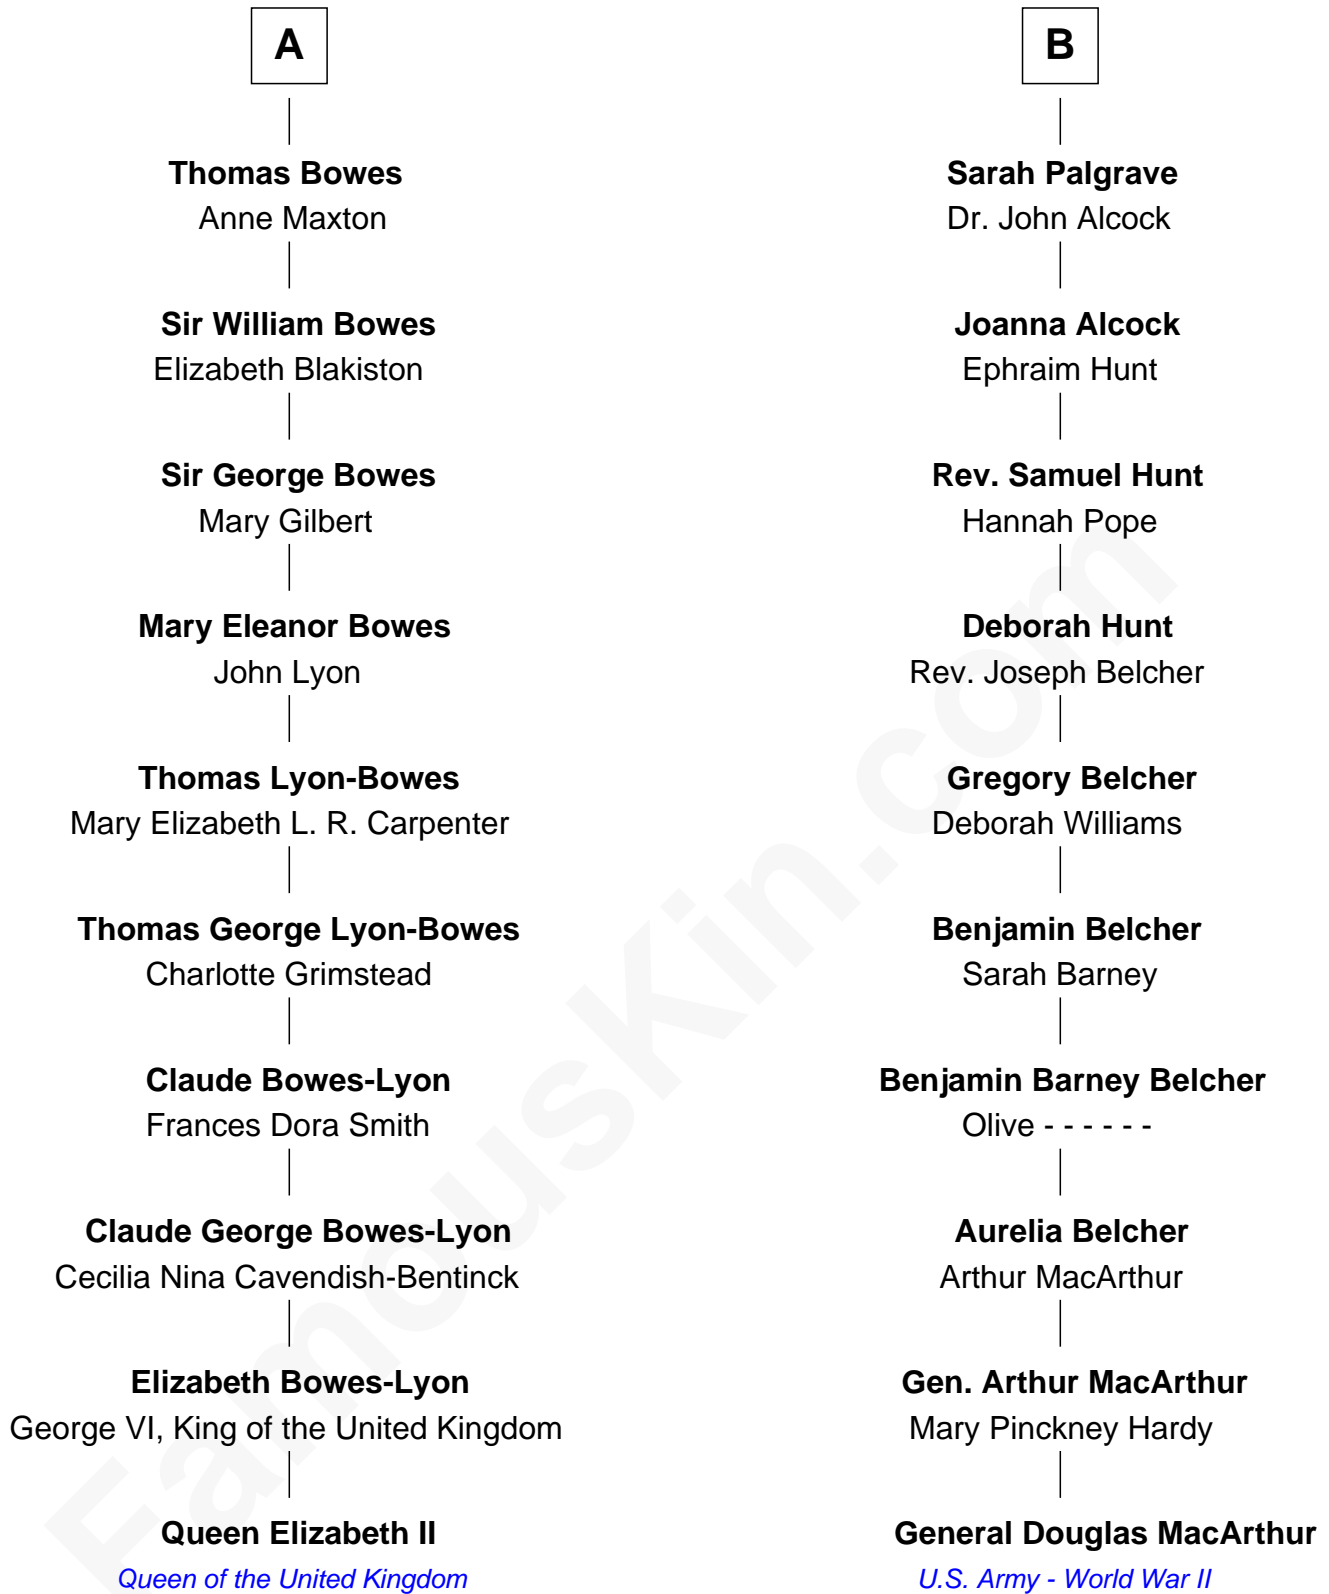 A
Thomas Bowes
Anne Maxton
Sir William Bowes
Elizabeth Blakiston
Sir George Bowes
Mary Gilbert
Mary Eleanor Bowes
John Lyon
Thomas Lyon-Bowes
Mary Elizabeth L. R. Carpenter
Thomas George Lyon-Bowes
Charlotte Grimstead
Claude Bowes-Lyon
Frances Dora Smith
Claude George Bowes-Lyon
Cecilia Nina Cavendish-Bentinck
Elizabeth Bowes-Lyon
George VI, King of the United Kingdom
Queen Elizabeth II
Queen of the United Kingdom
B
Sarah Palgrave
Dr. John Alcock
Joanna Alcock
Ephraim Hunt
Rev. Samuel Hunt
Hannah Pope
Deborah Hunt
Rev. Joseph Belcher
Gregory Belcher
Deborah Williams
Benjamin Belcher
Sarah Barney
Benjamin Barney Belcher
Olive - - - - - -
Aurelia Belcher
Arthur MacArthur
Gen. Arthur MacArthur
Mary Pinckney Hardy
General Douglas MacArthur
U.S. Army - World War II
FamousKin.com